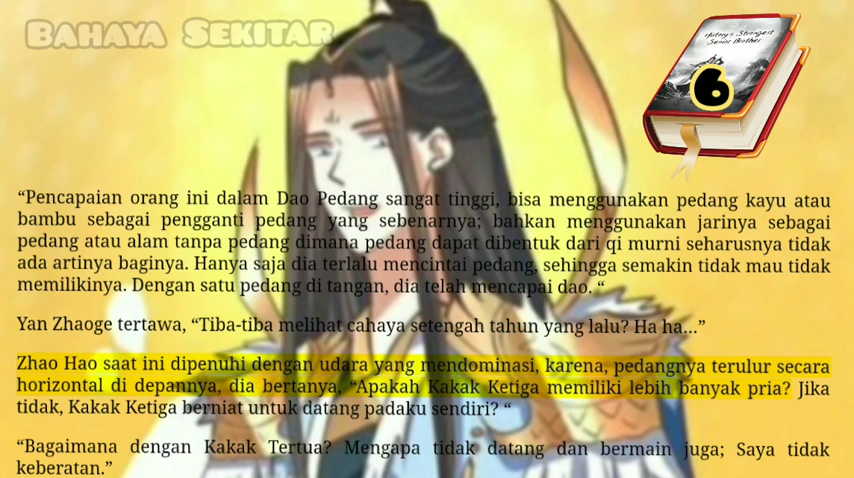 Bahaya Sekitar
History's Strongest
Senior Brother
6
“Pencapaian orang ini dalam Dao Pedang sangat tinggi, bisa menggunakan pedang kayu atau
bambu sebagai pengganti pedang yang sebenarnya; bahkan menggunakan jarinya sebagai
pedang atau alam tanpa pedang dimana pedang dapat dibentuk dari qi murni seharusnya tidak
ada artinya baginya. Hanya saja dia terlalu mencintai pedang, sehingga semakin tidak mau tidak
memilikinya. Dengan satu pedang di tangan, dia telah mencapai dao. “
Yan Zhaoge tertawa, “Tiba-tiba melihat cahaya setengah tahun yang lalu? Ha ha…”
Zhao Hao saat ini dipenuhi dengan udara yang mendominasi, karena, pedangnya terulur secara
horizontal di depannya, dia bertanya, “Apakah Kakak Ketiga memiliki lebih banyak pria? Jika
tidak, Kakak Ketiga berniat untuk datang padaku sendiri? “
“Bagaimana dengan Kakak Tertua? Mengapa tidak datang dan bermain juga; Saya tidak
keberatan.”